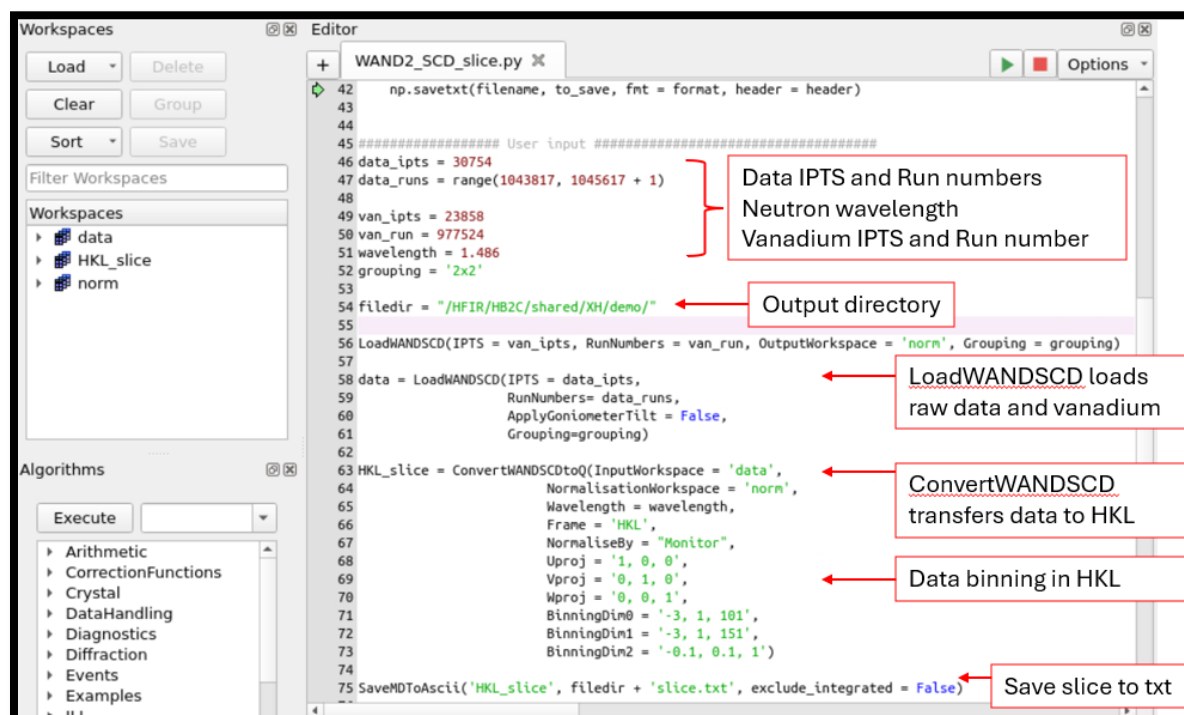 Workspaces
Load
Delete
Clear
Group
Sort
Save
Filter Workspaces
Workspaces
data
HKL_slice
norm
Algorithms
Execute
Arithmetic
CorrectionFunctions
Crystal
DataHandling
Diagnostics
Diffraction
Events
Examples
Editor
+ WAND2_SCD_slice.py
Options
42 np.savetxt(filename, to_save, fmt = format, header = header)
43
44
45 ################## User input ####################################
46 data_ipts = 30754
47 data_runs = range(1043817, 1045617 + 1)
48
49 van_ipts = 23858
50 van_run = 977524
51 wavelength = 1.486
52 grouping = '2x2'
53
54 filedir = "/HFIR/HB2C/shared/XH/demo/"
55
56 LoadWANDSCD(IPTS = van_ipts, RunNumbers = van_run, OutputWorkspace = 'norm', Grouping = grouping)
57
58 data = LoadWANDSCD(IPTS = data_ipts,
59 RunNumbers= data_runs,
60 ApplyGoniometerTilt = False,
61 Grouping=grouping)
62
63 HKL_slice = ConvertWANDSCDtoQ(InputWorkspace = 'data',
64 NormalisationWorkspace = 'norm',
65 Wavelength = wavelength,
66 Frame = 'HKL',
67 NormaliseBy = "Monitor",
68 Uproj = '1, 0, 0',
69 Vproj = '0, 1, 0',
70 Wproj = '0, 0, 1',
71 BinningDim0 = '-3, 1, 101',
72 BinningDim1 = '-3, 1, 151',
73 BinningDim2 = '-0.1, 0.1, 1')
74
75 SaveMDToAscii('HKL_slice', filedir + 'slice.txt', exclude_integrated = False)
Data IPTS and Run numbers
Neutron wavelength
Vanadium IPTS and Run number
Output directory
LoadWANDSCD loads
raw data and vanadium
ConvertWANDSCD
transfers data to HKL
Data binning in HKL
Save slice to txt